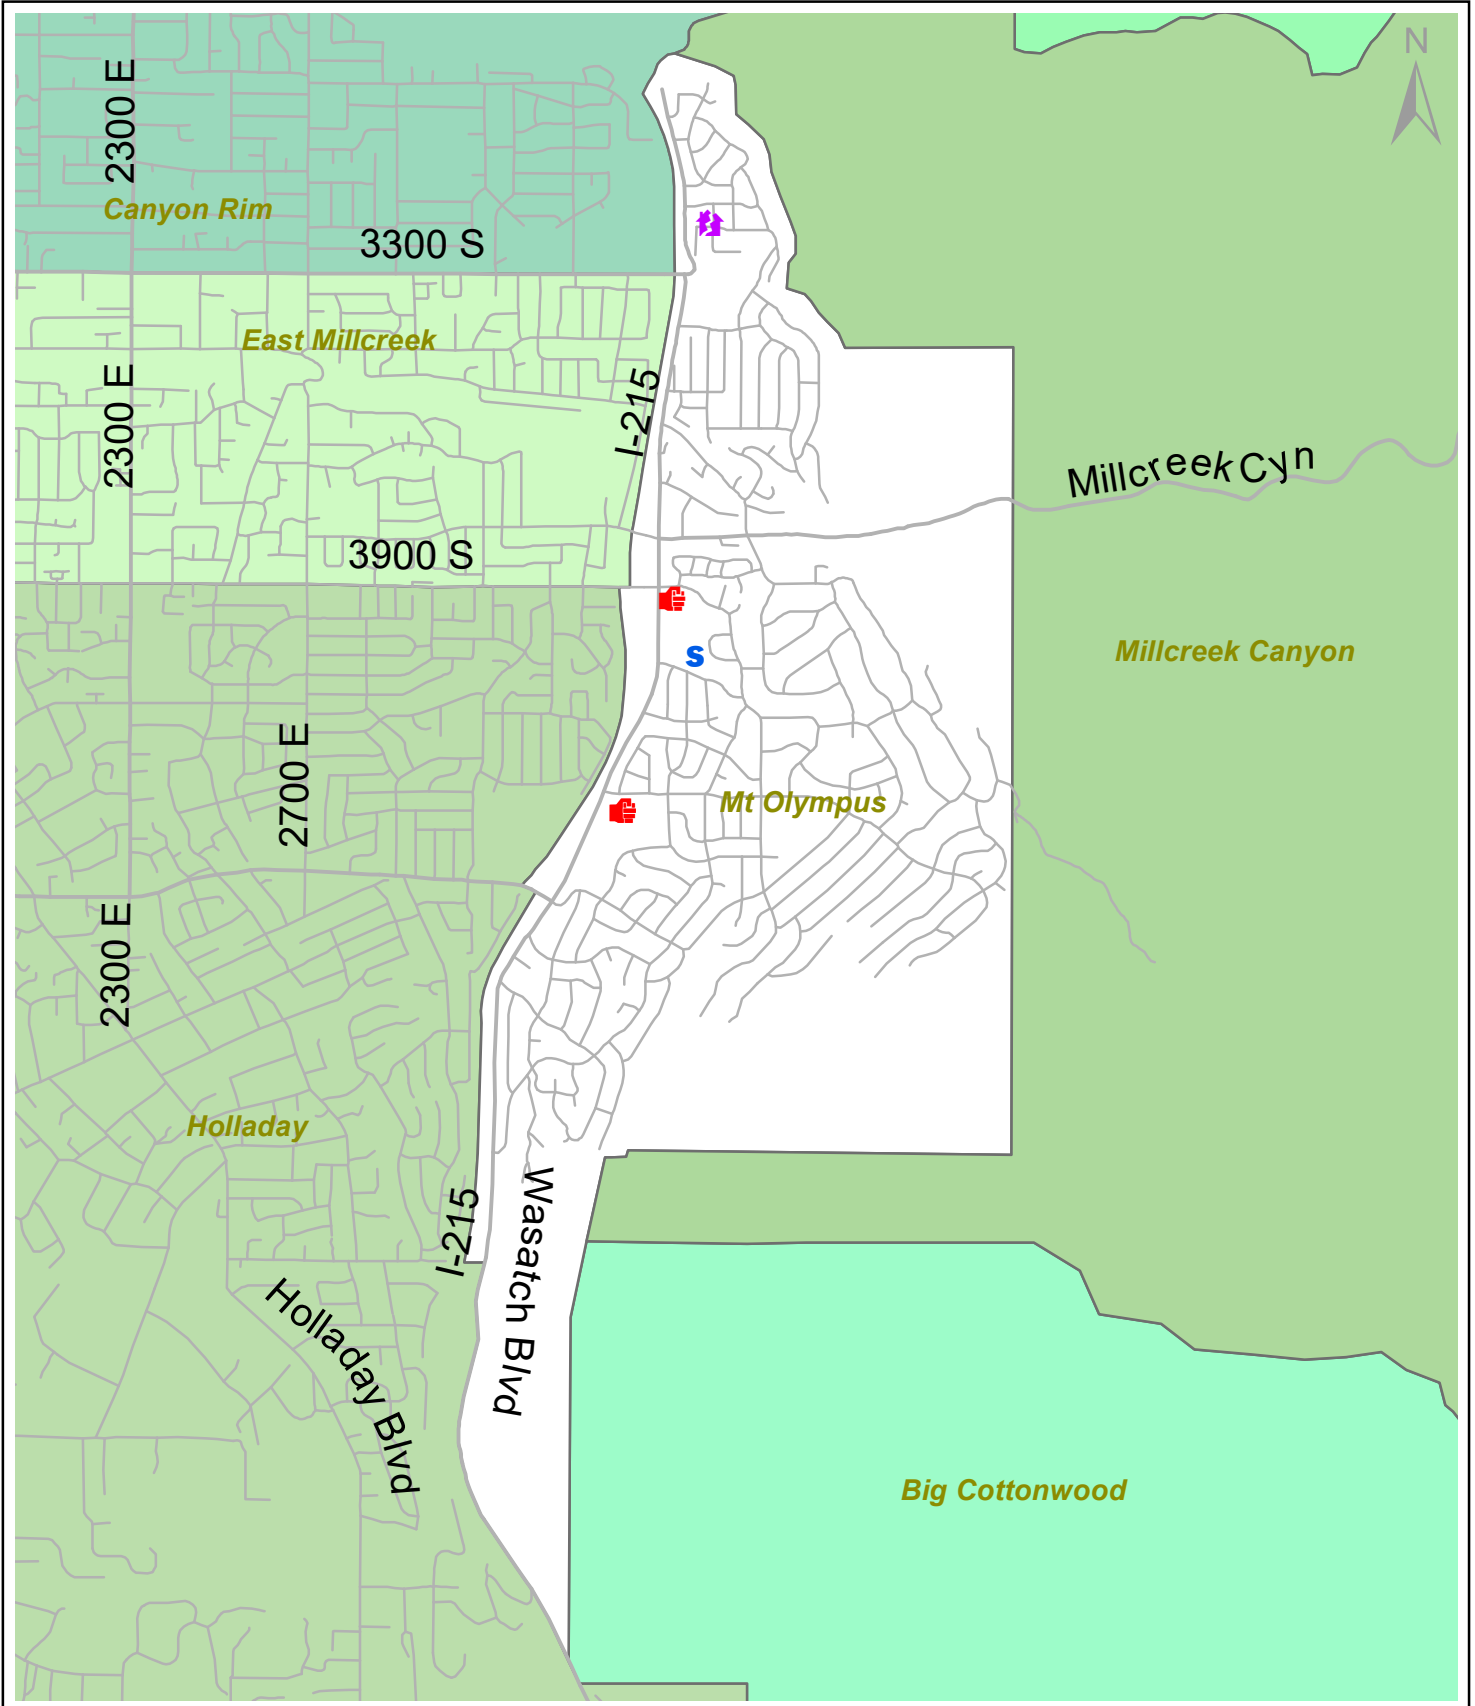 N
2300 E
Canyon Rim
3300 S
East Millcreek
2300 E
I-215
Millcreek Cyn
3900 S
S
Millcreek Canyon
2700 E
Mt Olympus
2300 E
Holladay
I-215
Wasatch Blvd
Holladay Blvd
Big Cottonwood